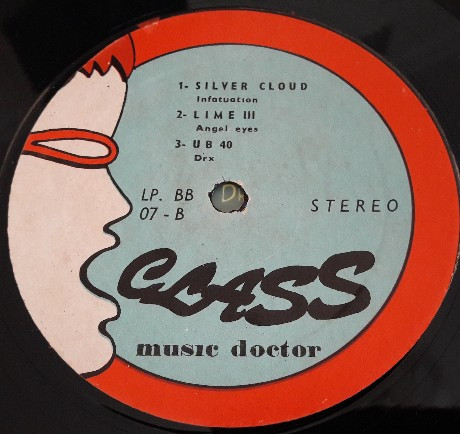 1- SILVER CLOUD
Infatuation
2- LIME III
Angel eyes
3- UB 40
Drx
LP. BB
07 - B
STEREO
CLASS
music doctor